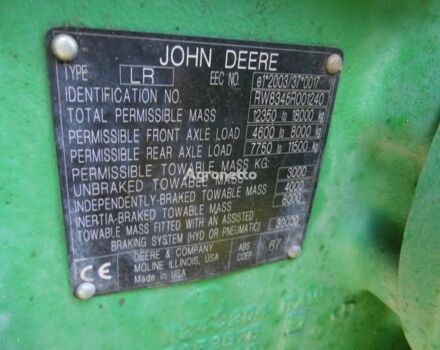 JOHN DEERE
TYPE LR EEC NO. e1*2003/37*0017
IDENTIFICATION NO. RW8345R001240
TOTAL PERMISSIBLE MASS 12350 to 18000 kg
PERMISSIBLE FRONT AXLE LOAD 4600 to 8000 kg
PERMISSIBLE REAR AXLE LOAD 7750 to 11500 kg
PERMISSIBLE TOWABLE MASS KG:
UNBRAKED TOWABLE MASS 3000
INDEPENDENTLY-BRAKED TOWABLE MASS 4000
INERTIA-BRAKED TOWABLE MASS 8000
TOWABLE MASS FITTED WITH AN ASSISTED
BRAKING SYSTEM (HYD OR PNEUMATIC) 30000
CE
DEERE & COMPANY
MOLINE ILLINOIS, USA
Made in USA
ABS
COEF
.67
Agronetto